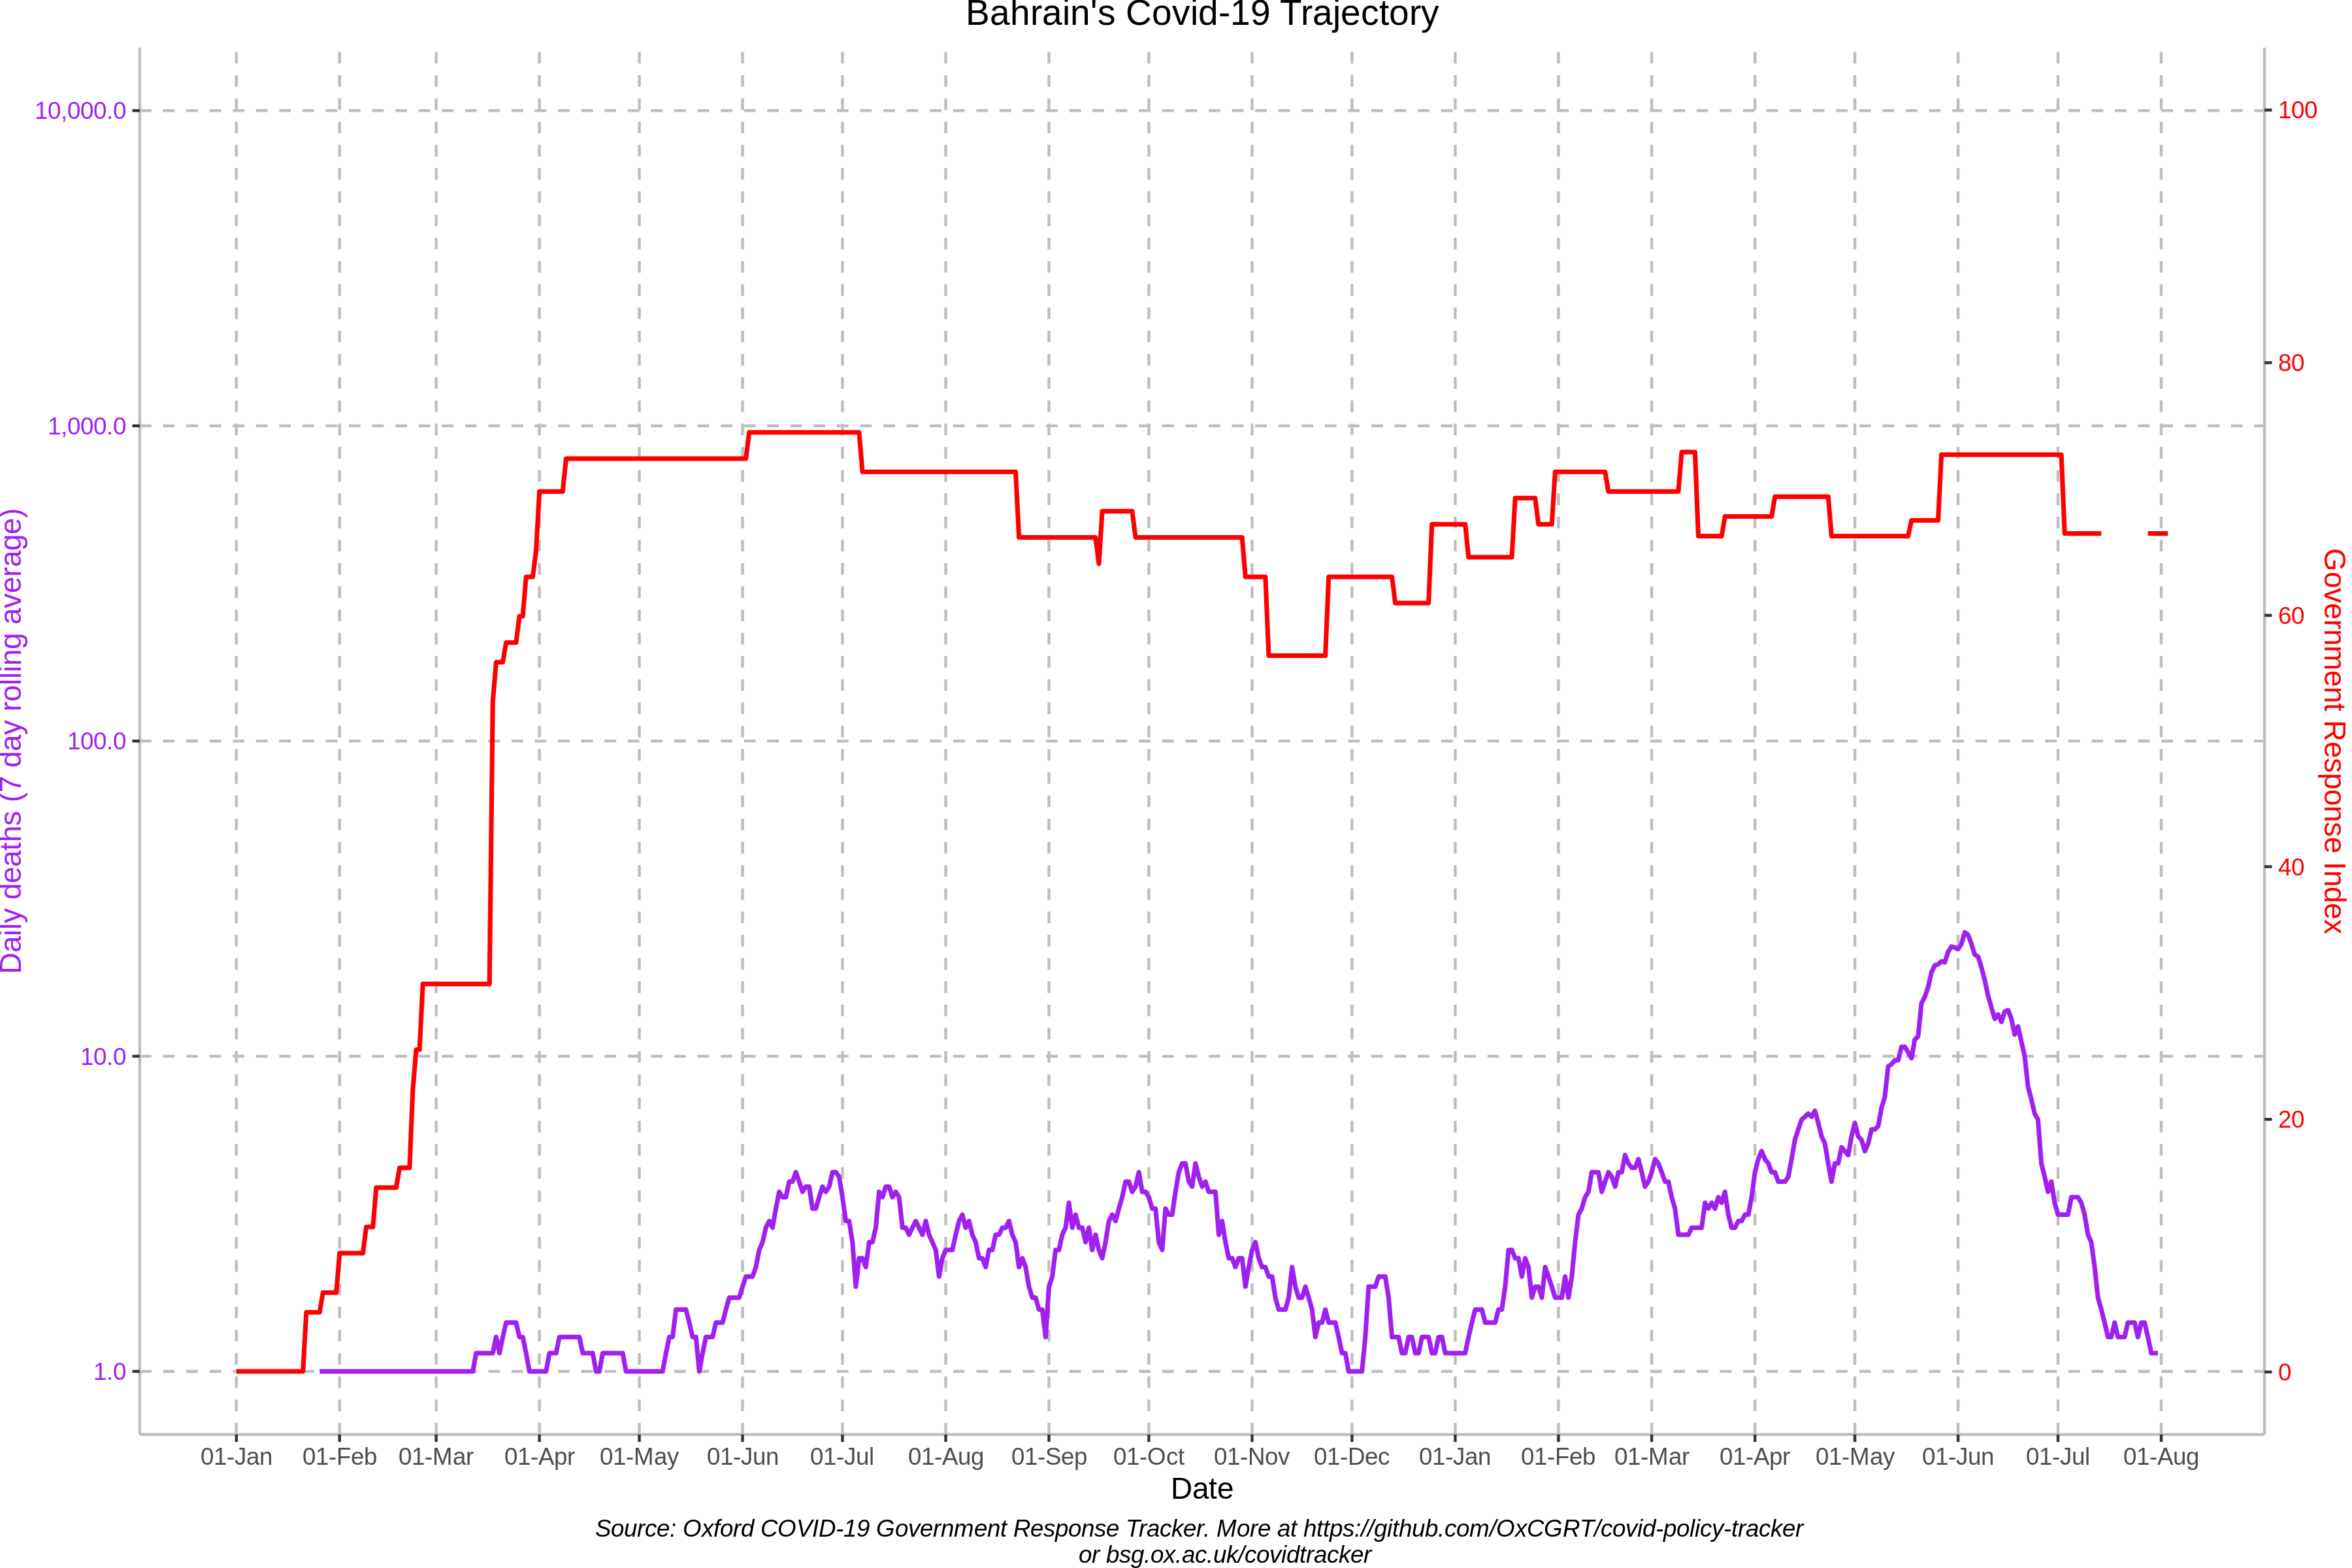 Bahrain's Covid-19 Trajectory
10,000.0
1,000.0
100.0
10.0
1.0
Daily deaths (7 day rolling average)
100
80
60
40
20
0
Government Response Index
01-Jan 01-Feb 01-Mar 01-Apr 01-May 01-Jun 01-Jul 01-Aug 01-Sep 01-Oct 01-Nov 01-Dec 01-Jan 01-Feb 01-Mar 01-Apr 01-May 01-Jun 01-Jul 01-Aug
Date
Source: Oxford COVID-19 Government Response Tracker. More at https://github.com/OxCGRT/covid-policy-tracker
or bsg.ox.ac.uk/covidtracker